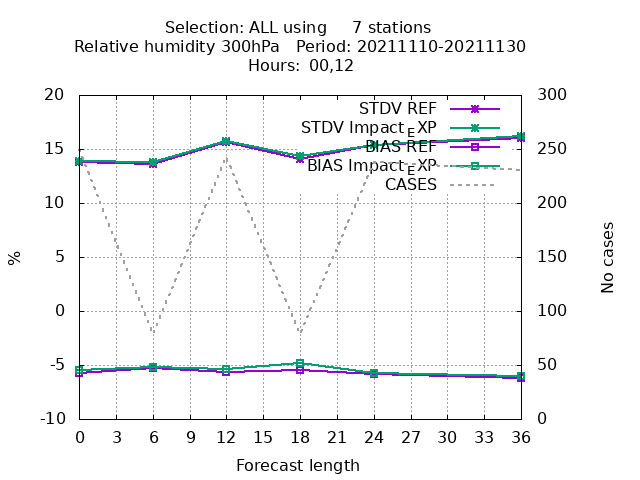 Selection: ALL using     7 stations
Relative humidity 300hPa   Period: 20211110-20211130
Hours: 00,12
STDV REF
STDV Impact_EXP
BIAS REF
BIAS Impact_EXP
CASES
20
15
10
5
0
-5
-10
%
300
250
200
150
100
50
0
No cases
0 3 6 9 12 15 18 21 24 27 30 33 36
Forecast length